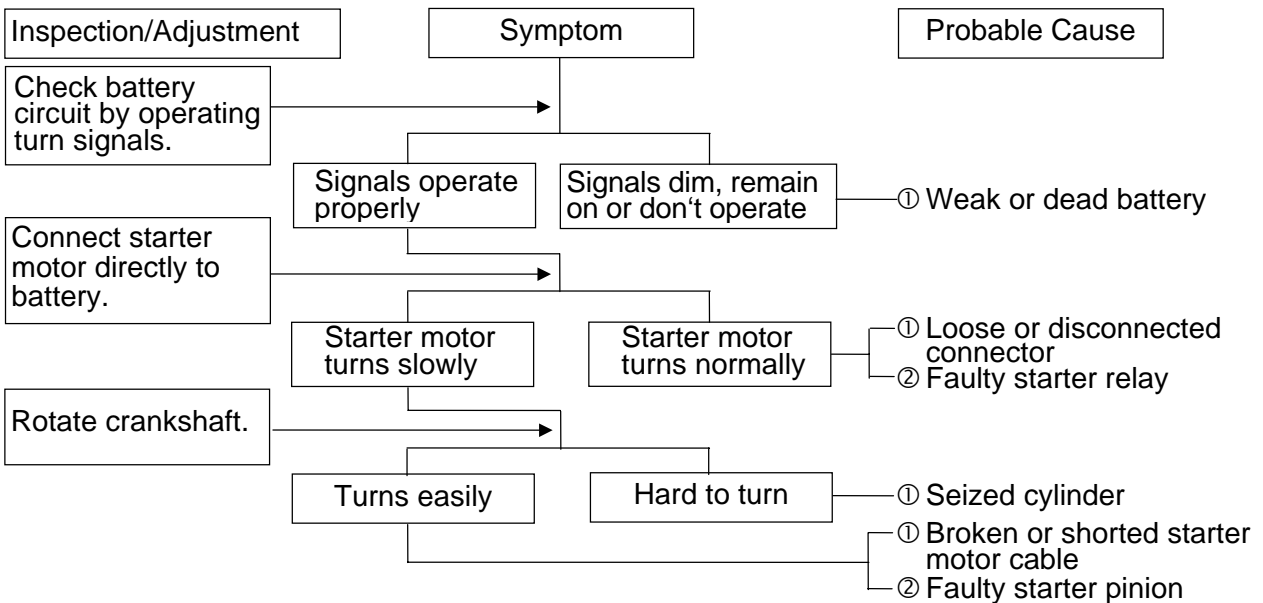 Inspection/Adjustment
Symptom
Probable Cause
Check battery
circuit by operating
turn signals.
Signals operate
properly
Signals dim, remain
on or don‘t operate
① Weak or dead battery
Connect starter
motor directly to
battery.
Starter motor
turns slowly
Starter motor
turns normally
① Loose or disconnected
connector
② Faulty starter relay
Rotate crankshaft.
Turns easily
Hard to turn
① Seized cylinder
① Broken or shorted starter
motor cable
② Faulty starter pinion